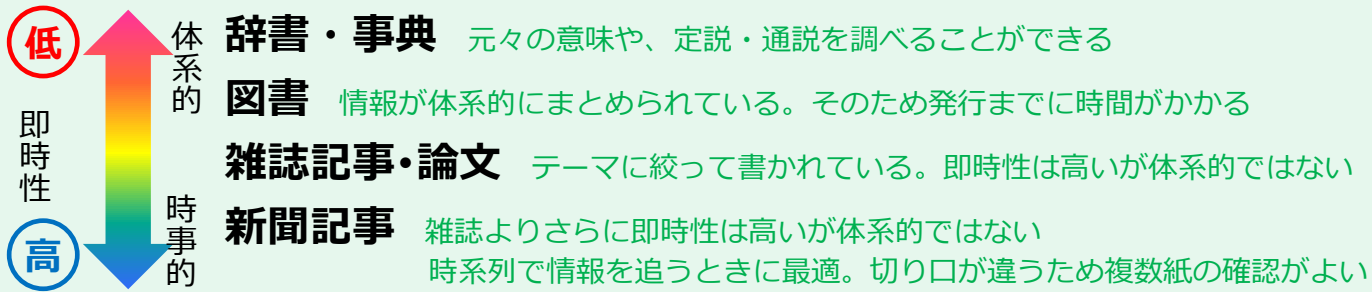 低
即時性
高
体系的
時事的
辞書・事典 元々の意味や、定説・通説を調べることができる
図書 情報が体系的にまとめられている。そのため発行までに時間がかかる
雑誌記事・論文 テーマに絞って書かれている。即時性は高いが体系的ではない
新聞記事 雑誌よりさらに即時性は高いが体系的ではない
時系列で情報を追うときに最適。切り口が違うため複数紙の確認がよい